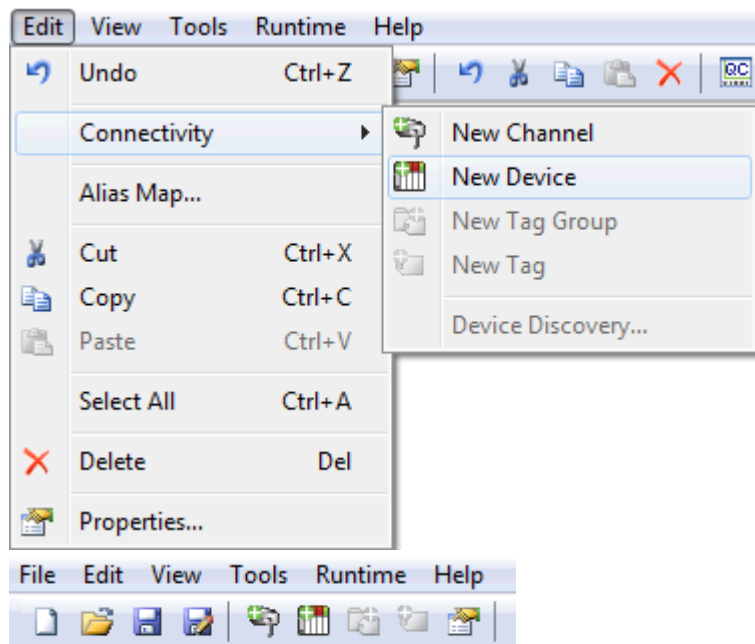 Edit View Tools Runtime Help
Undo Ctrl+Z
QC
Connectivity
New Channel
New Device
New Tag Group
New Tag
Device Discovery...
Alias Map...
Cut Ctrl+X
Copy Ctrl+C
Paste Ctrl+V
Select All Ctrl+A
Delete Del
Properties...
File Edit View Tools Runtime Help